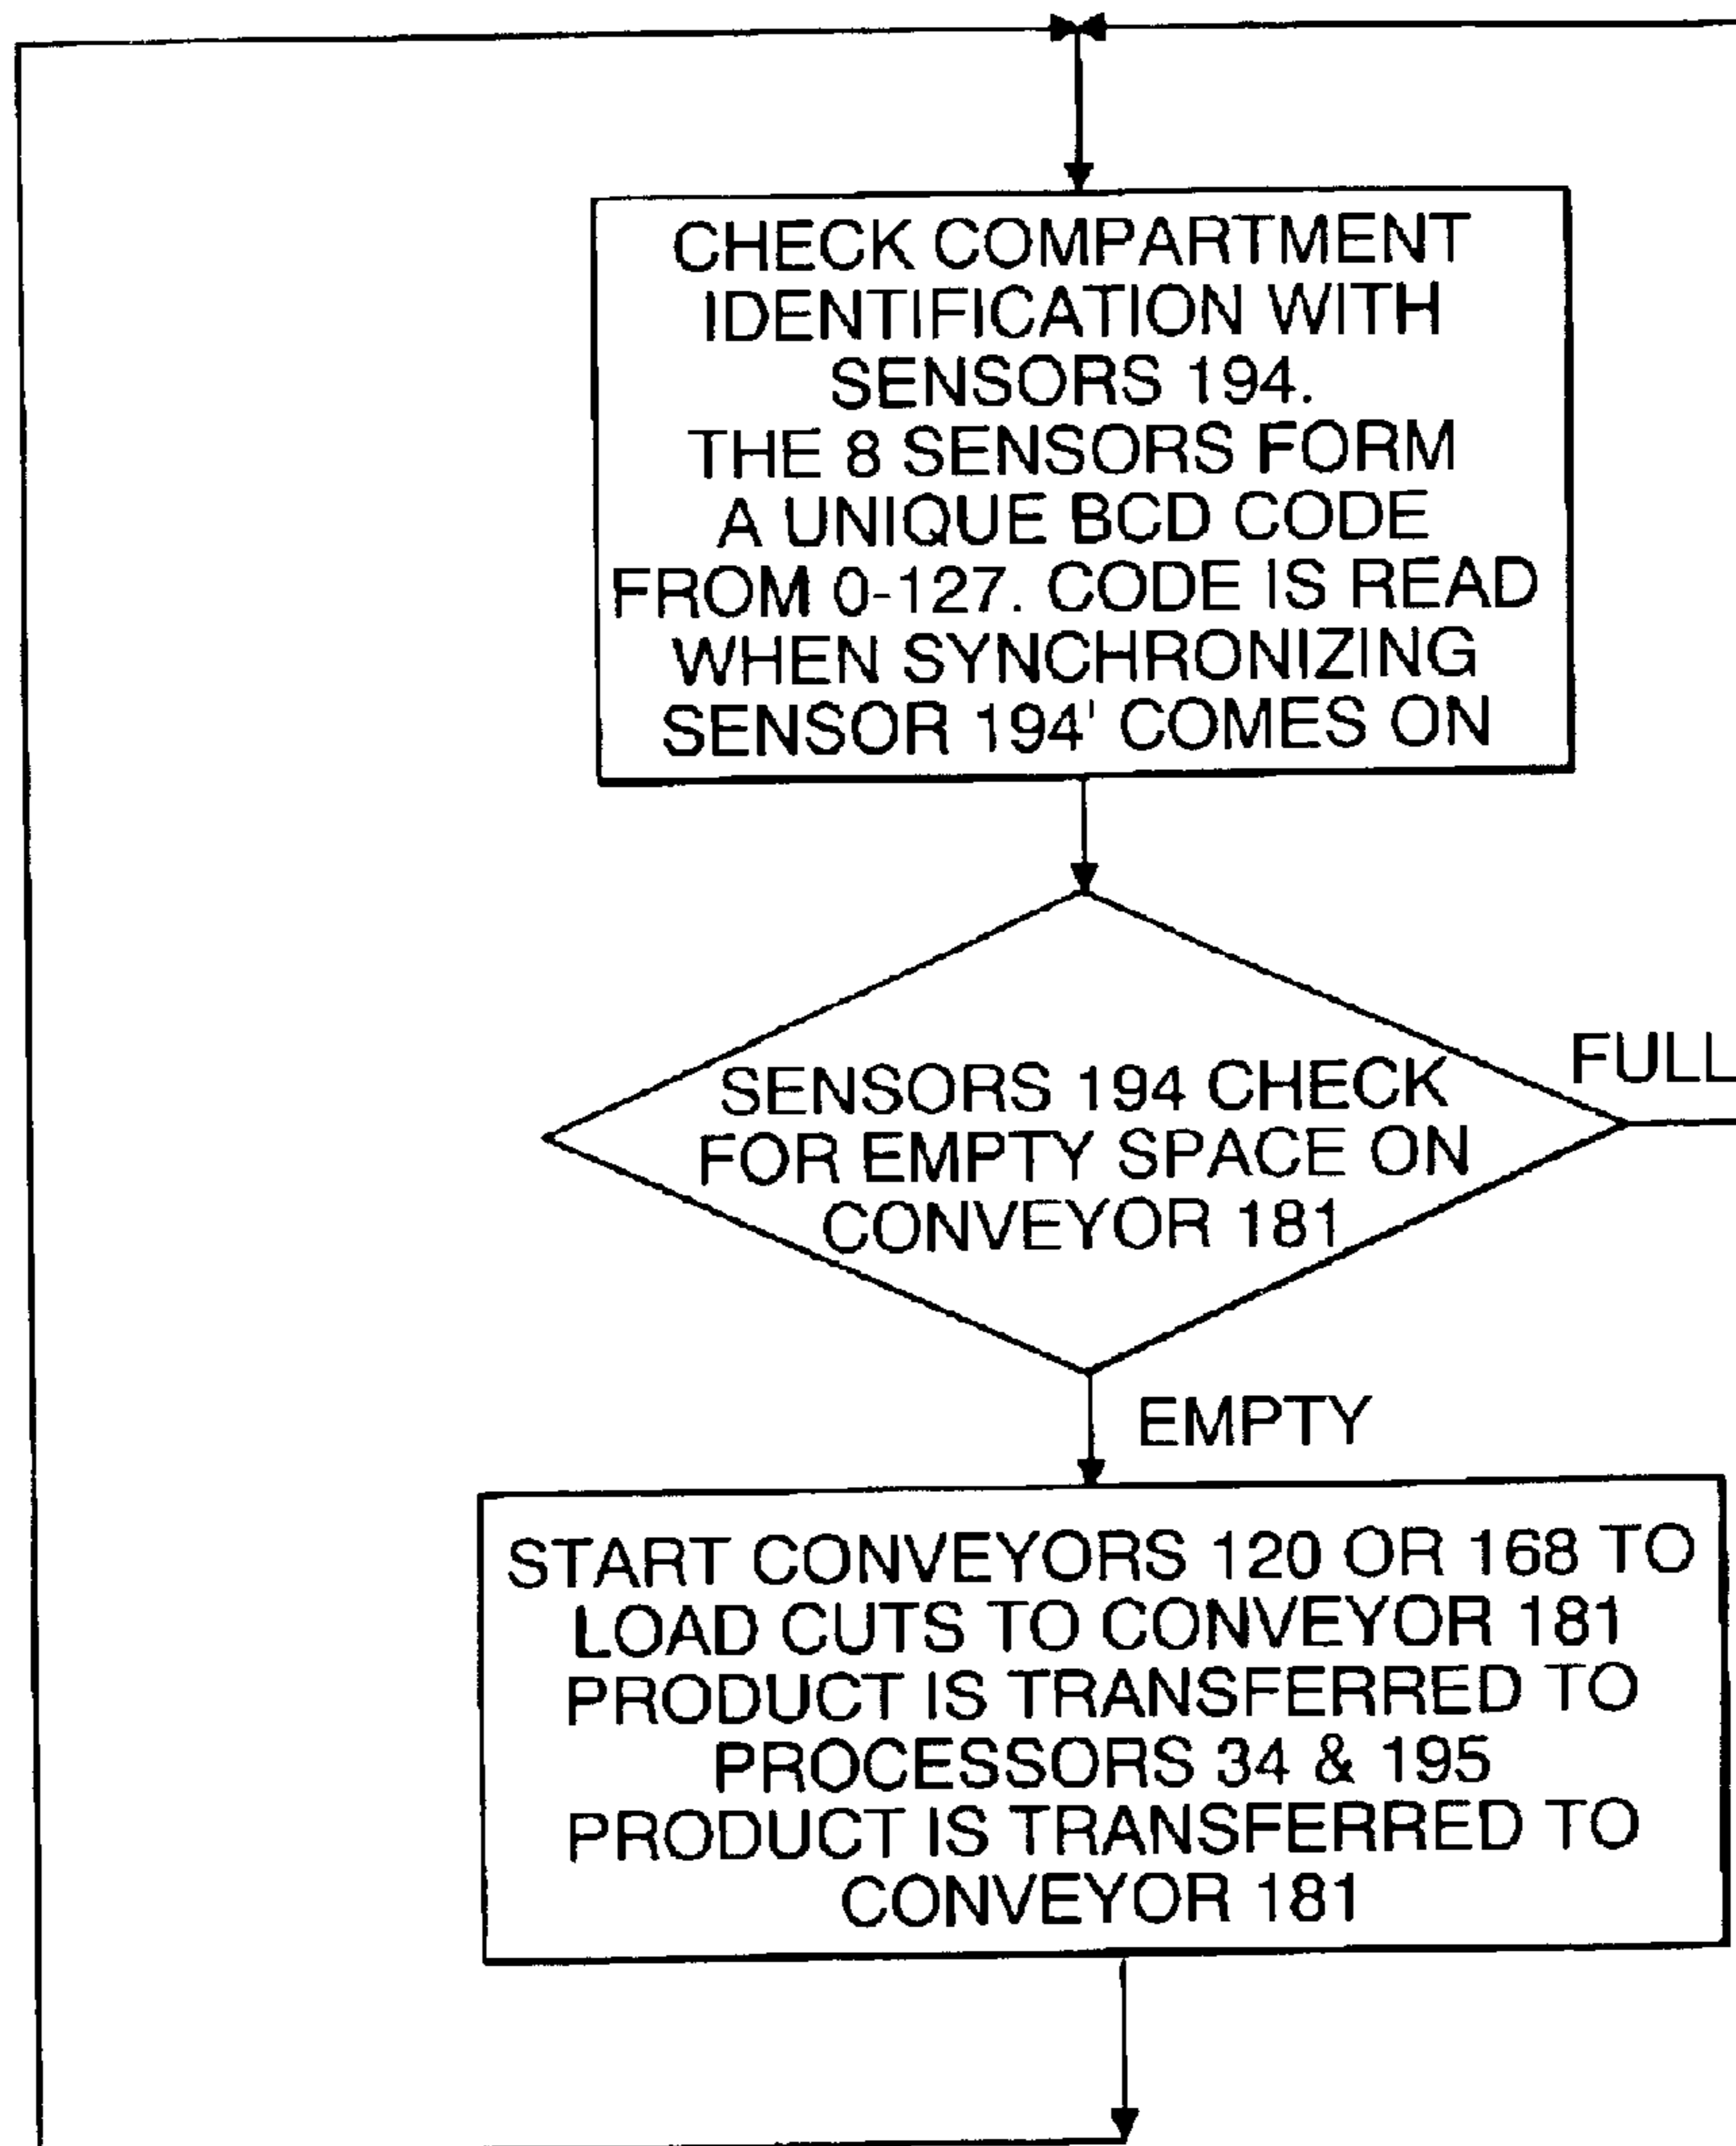 CHECK COMPARTMENT
IDENTIFICATION WITH
SENSORS 194.
THE 8 SENSORS FORM
A UNIQUE BCD CODE
FROM 0-127. CODE IS READ
WHEN SYNCHRONIZING
SENSOR 194' COMES ON
FULL
SENSORS 194 CHECK
FOR EMPTY SPACE ON
CONVEYOR 181
EMPTY
START CONVEYORS 120 OR 168 TO
LOAD CUTS TO CONVEYOR 181
PRODUCT IS TRANSFERRED TO
PROCESSORS 34 & 195
PRODUCT IS TRANSFERRED TO
CONVEYOR 181